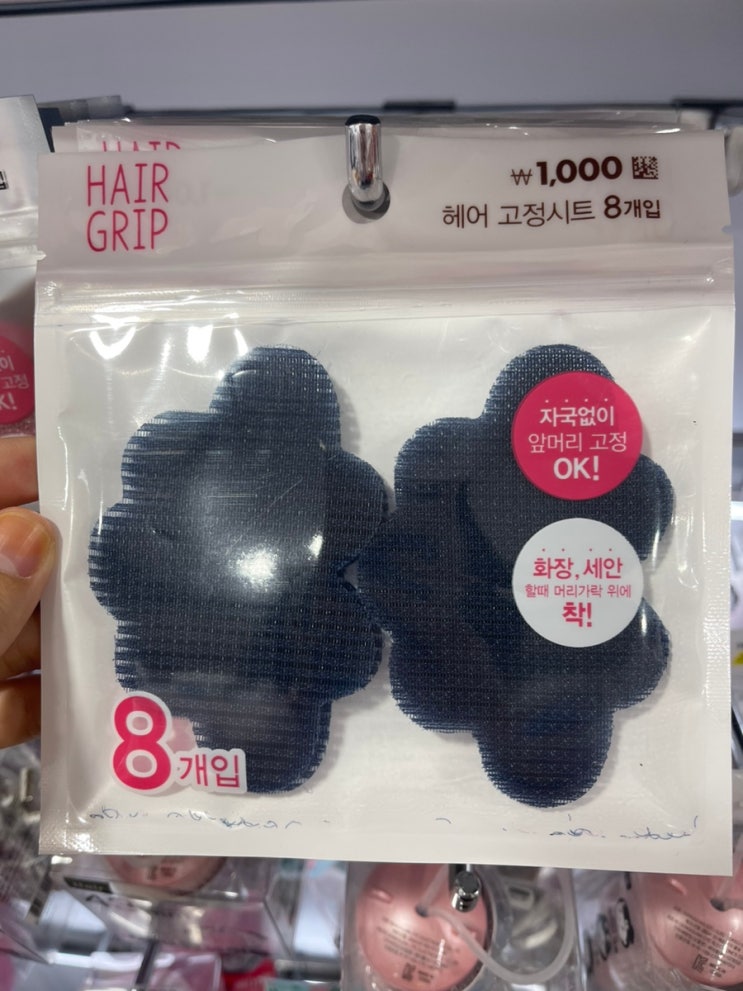 HAIR
GRIP
₩1,000
헤어 고정시트 8개입
자국없이
앞머리 고정
OK!
화장, 세안
할때 머리가락 위에
착!
8개입